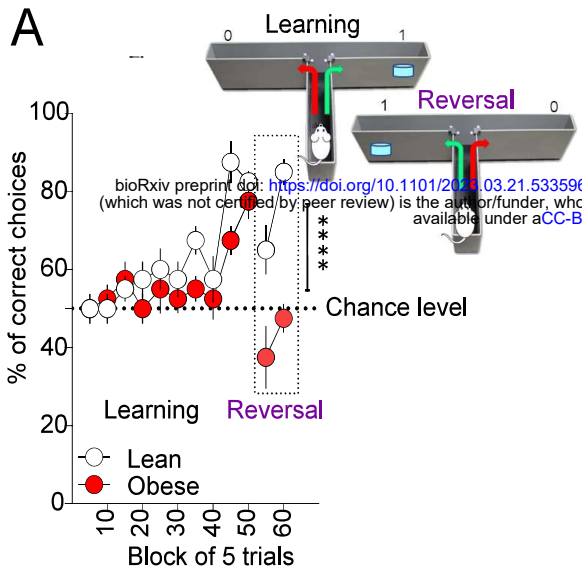 A
Learning
0 1
Reversal
1 0
bioRxiv preprint doi: https://doi.org/10.1101/2023.03.21.533596
(which was not certified by peer review) is the author/funder, who
available under aCC-B
% of correct choices
100
80
60
40
20
0
****
Chance level
Learning Reversal
Lean
Obese
10 20 30 40 50 60
Block of 5 trials